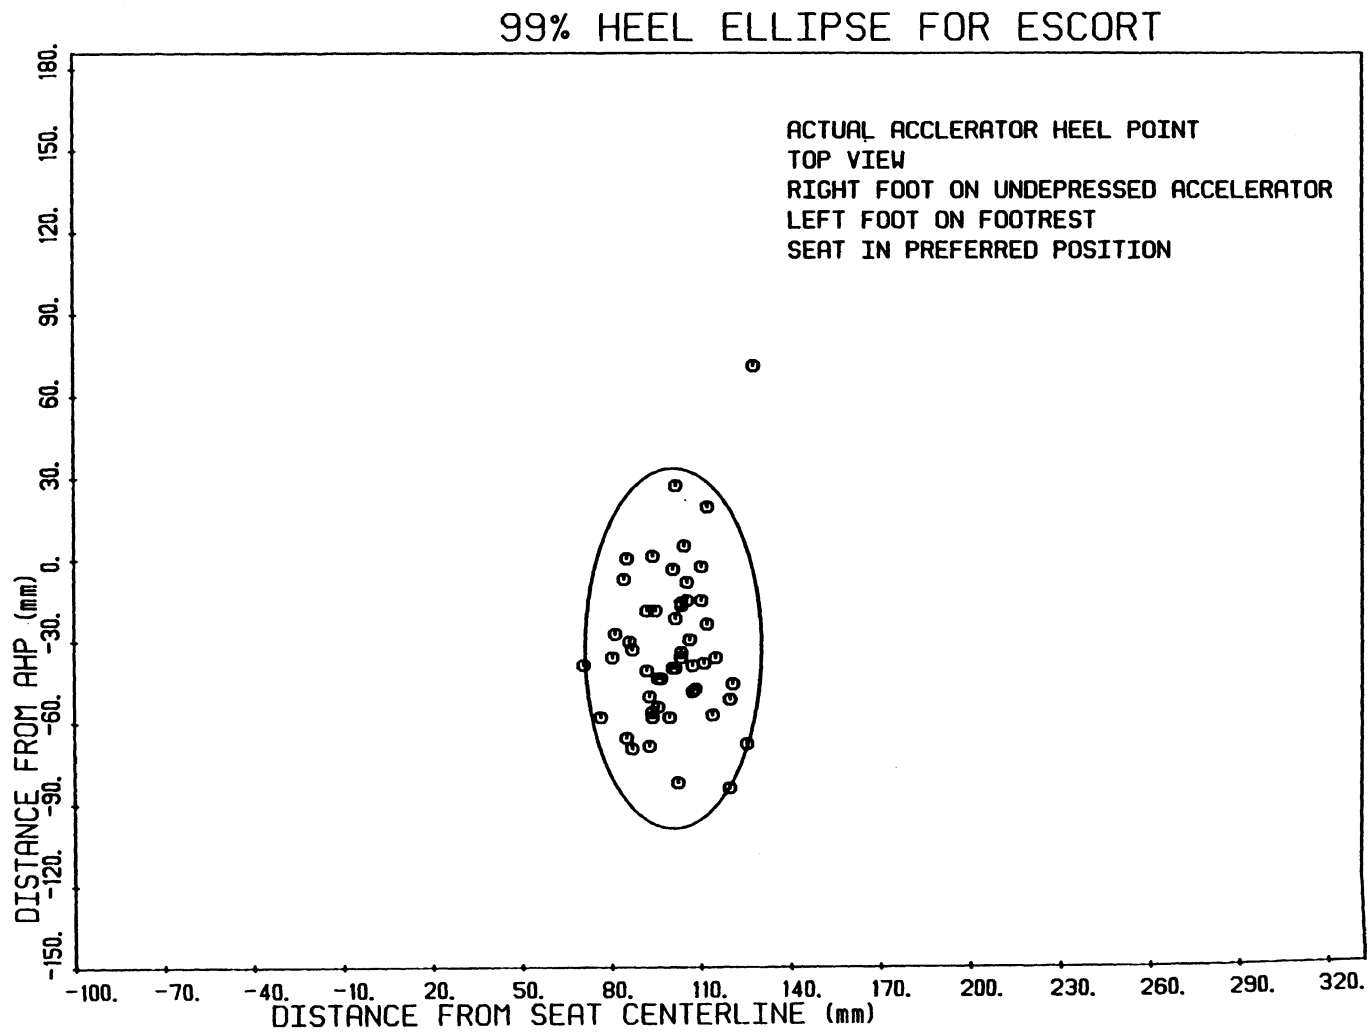 99% HEEL ELLIPSE FOR ESCORT
ACTUAL ACCLERATOR HEEL POINT
TOP VIEW
RIGHT FOOT ON UNDEPRESSED ACCELERATOR
LEFT FOOT ON FOOTREST
SEAT IN PREFERRED POSITION
180.
150.
120.
90.
60.
30.
0.
-30.
-60.
-90.
-120.
-150.
DISTANCE FROM AHP (mm)
-100. -70. -40. -10. 20. 50. 80. 110. 140. 170. 200. 230. 260. 290. 320.
DISTANCE FROM SEAT CENTERLINE (mm)